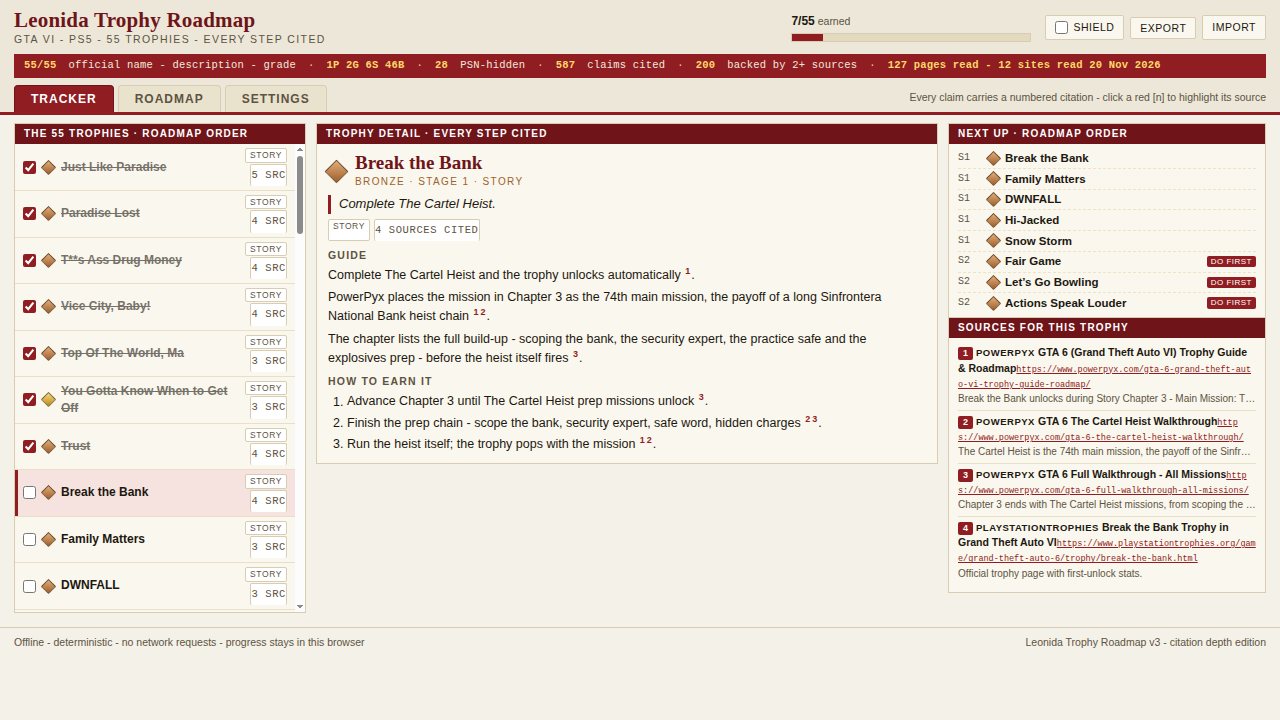 Leonida Trophy Roadmap
GTA VI - PS5 - 55 TROPHIES - EVERY STEP CITED
7/55 earned
SHIELD
EXPORT
IMPORT
55/55 official name - description - grade · 1P 2G 6S 46B · 28 PSN-hidden · 587 claims cited · 200 backed by 2+ sources · 127 pages read - 12 sites read 20 Nov 2026
TRACKER
ROADMAP
SETTINGS
Every claim carries a numbered citation - click a red [n] to highlight its source
THE 55 TROPHIES · ROADMAP ORDER
Just Like Paradise
STORY
5 SRC
Paradise Lost
STORY
4 SRC
T**s Ass Drug Money
STORY
4 SRC
Vice City, Baby!
STORY
4 SRC
Top Of The World, Ma
STORY
3 SRC
You Gotta Know When to Get
Off
STORY
3 SRC
Trust
STORY
4 SRC
Break the Bank
STORY
4 SRC
Family Matters
STORY
3 SRC
DWNFALL
STORY
3 SRC
TROPHY DETAIL · EVERY STEP CITED
Break the Bank
BRONZE · STAGE 1 · STORY
Complete The Cartel Heist.
STORY
4 SOURCES CITED
GUIDE
Complete The Cartel Heist and the trophy unlocks automatically 1.
PowerPyx places the mission in Chapter 3 as the 74th main mission, the payoff of a long Sinfrontera
National Bank heist chain 1 2.
The chapter lists the full build-up - scoping the bank, the security expert, the practice safe and the
explosives prep - before the heist itself fires 3.
HOW TO EARN IT
1. Advance Chapter 3 until The Cartel Heist prep missions unlock 3.
2. Finish the prep chain - scope the bank, security expert, safe word, hidden charges 2 3.
3. Run the heist itself; the trophy pops with the mission 1 2.
NEXT UP · ROADMAP ORDER
S1 Break the Bank
S1 Family Matters
S1 DWNFALL
S1 Hi-Jacked
S1 Snow Storm
S2 Fair Game DO FIRST
S2 Let's Go Bowling DO FIRST
S2 Actions Speak Louder DO FIRST
SOURCES FOR THIS TROPHY
1 POWERPYX GTA 6 (Grand Theft Auto VI) Trophy Guide
& Roadmaphttps://www.powerpyx.com/gta-6-grand-theft-aut
o-vi-trophy-guide-roadmap/
Break the Bank unlocks during Story Chapter 3 - Main Mission: T…
2 POWERPYX GTA 6 The Cartel Heist Walkthroughhttp
s://www.powerpyx.com/gta-6-the-cartel-heist-walkthrough/
The Cartel Heist is the 74th main mission, the payoff of the Sinfr…
3 POWERPYX GTA 6 Full Walkthrough - All Missionshttp
s://www.powerpyx.com/gta-6-full-walkthrough-all-missions/
Chapter 3 ends with The Cartel Heist missions, from scoping the …
4 PLAYSTATIONTROPHIES Break the Bank Trophy in
Grand Theft Auto VIhttps://www.playstationtrophies.org/gam
e/grand-theft-auto-6/trophy/break-the-bank.html
Official trophy page with first-unlock stats.
Offline - deterministic - no network requests - progress stays in this browser
Leonida Trophy Roadmap v3 - citation depth edition